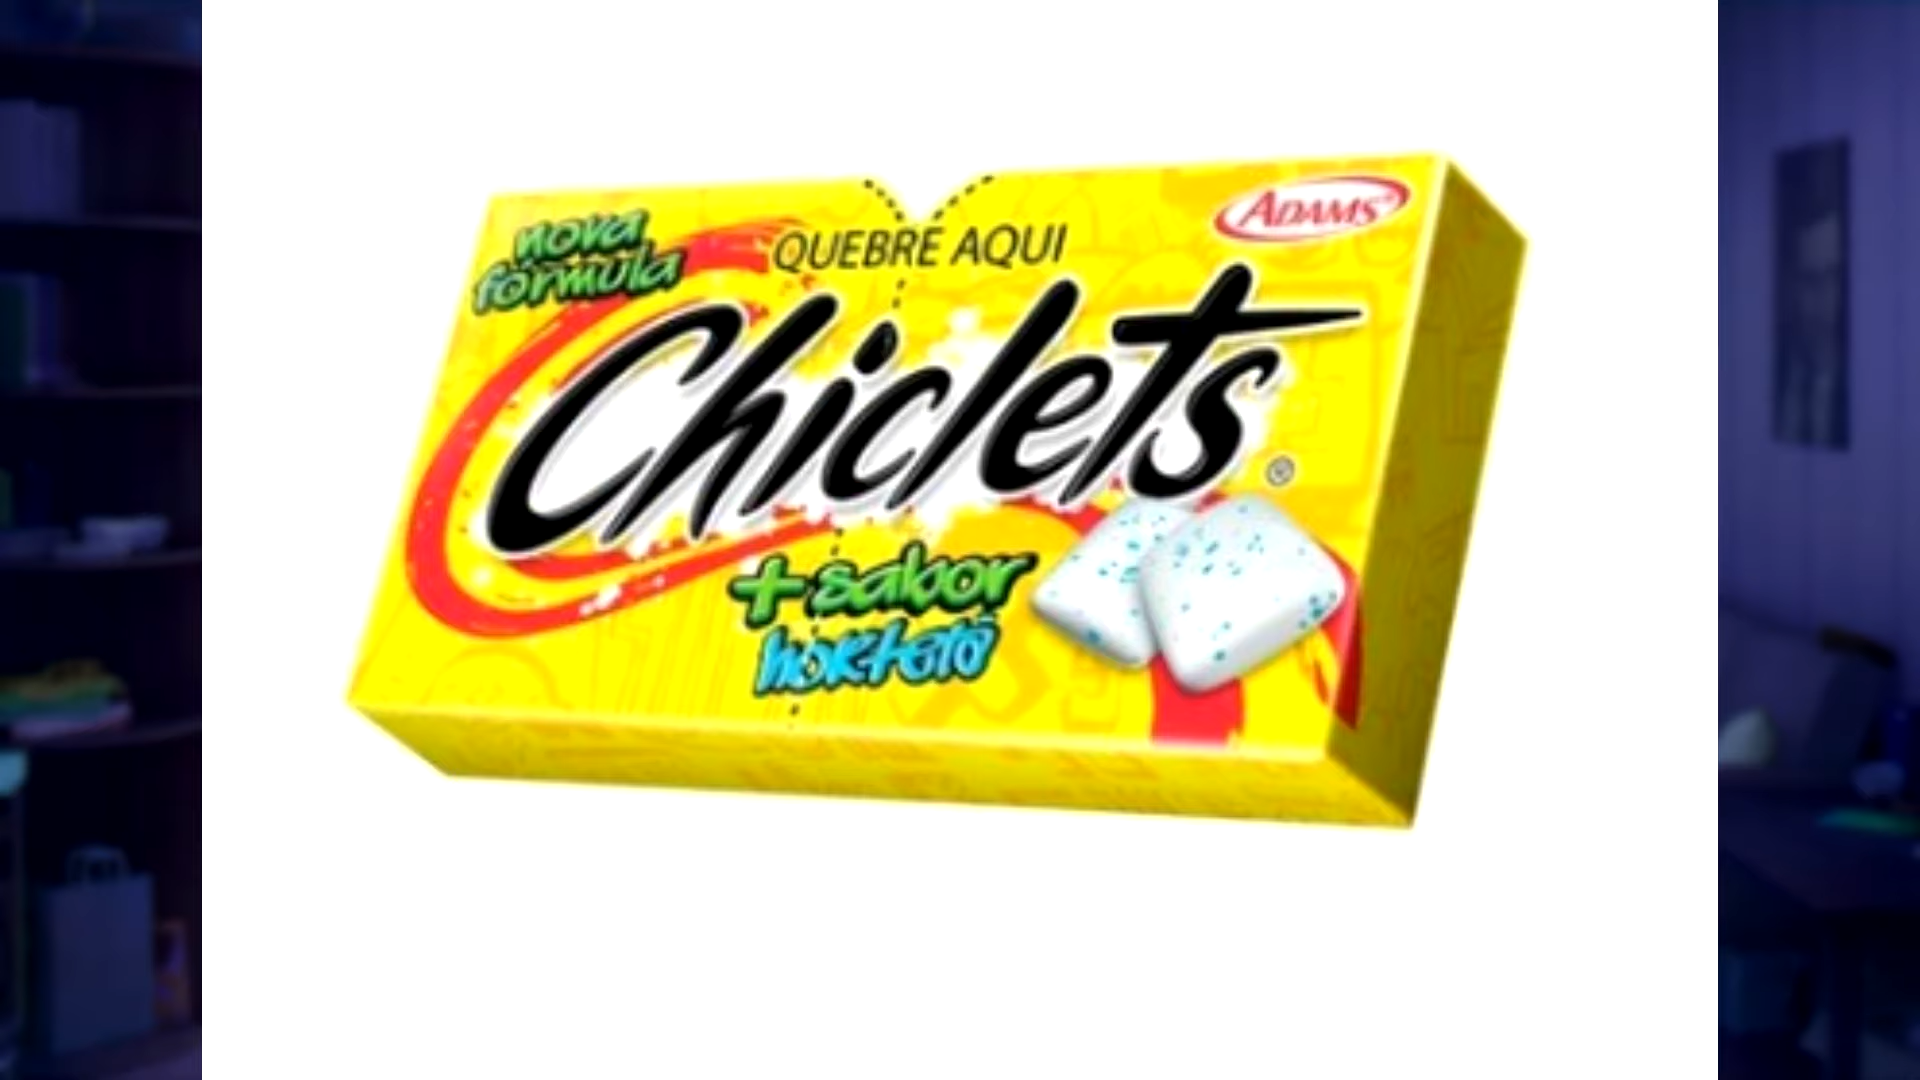 nova
fórmula
QUEBRE AQUI
ADAMS®
Chiclets®
+ sabor
hortelã